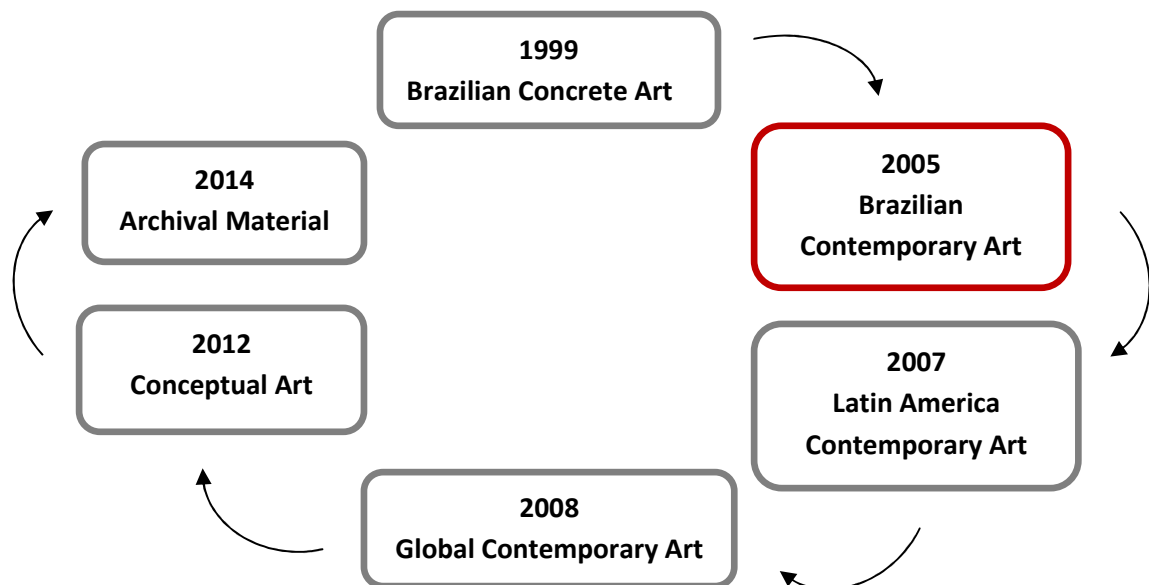 1999
Brazilian Concrete Art
2005
Brazilian
Contemporary Art
2007
Latin America
Contemporary Art
2008
Global Contemporary Art
2012
Conceptual Art
2014
Archival Material